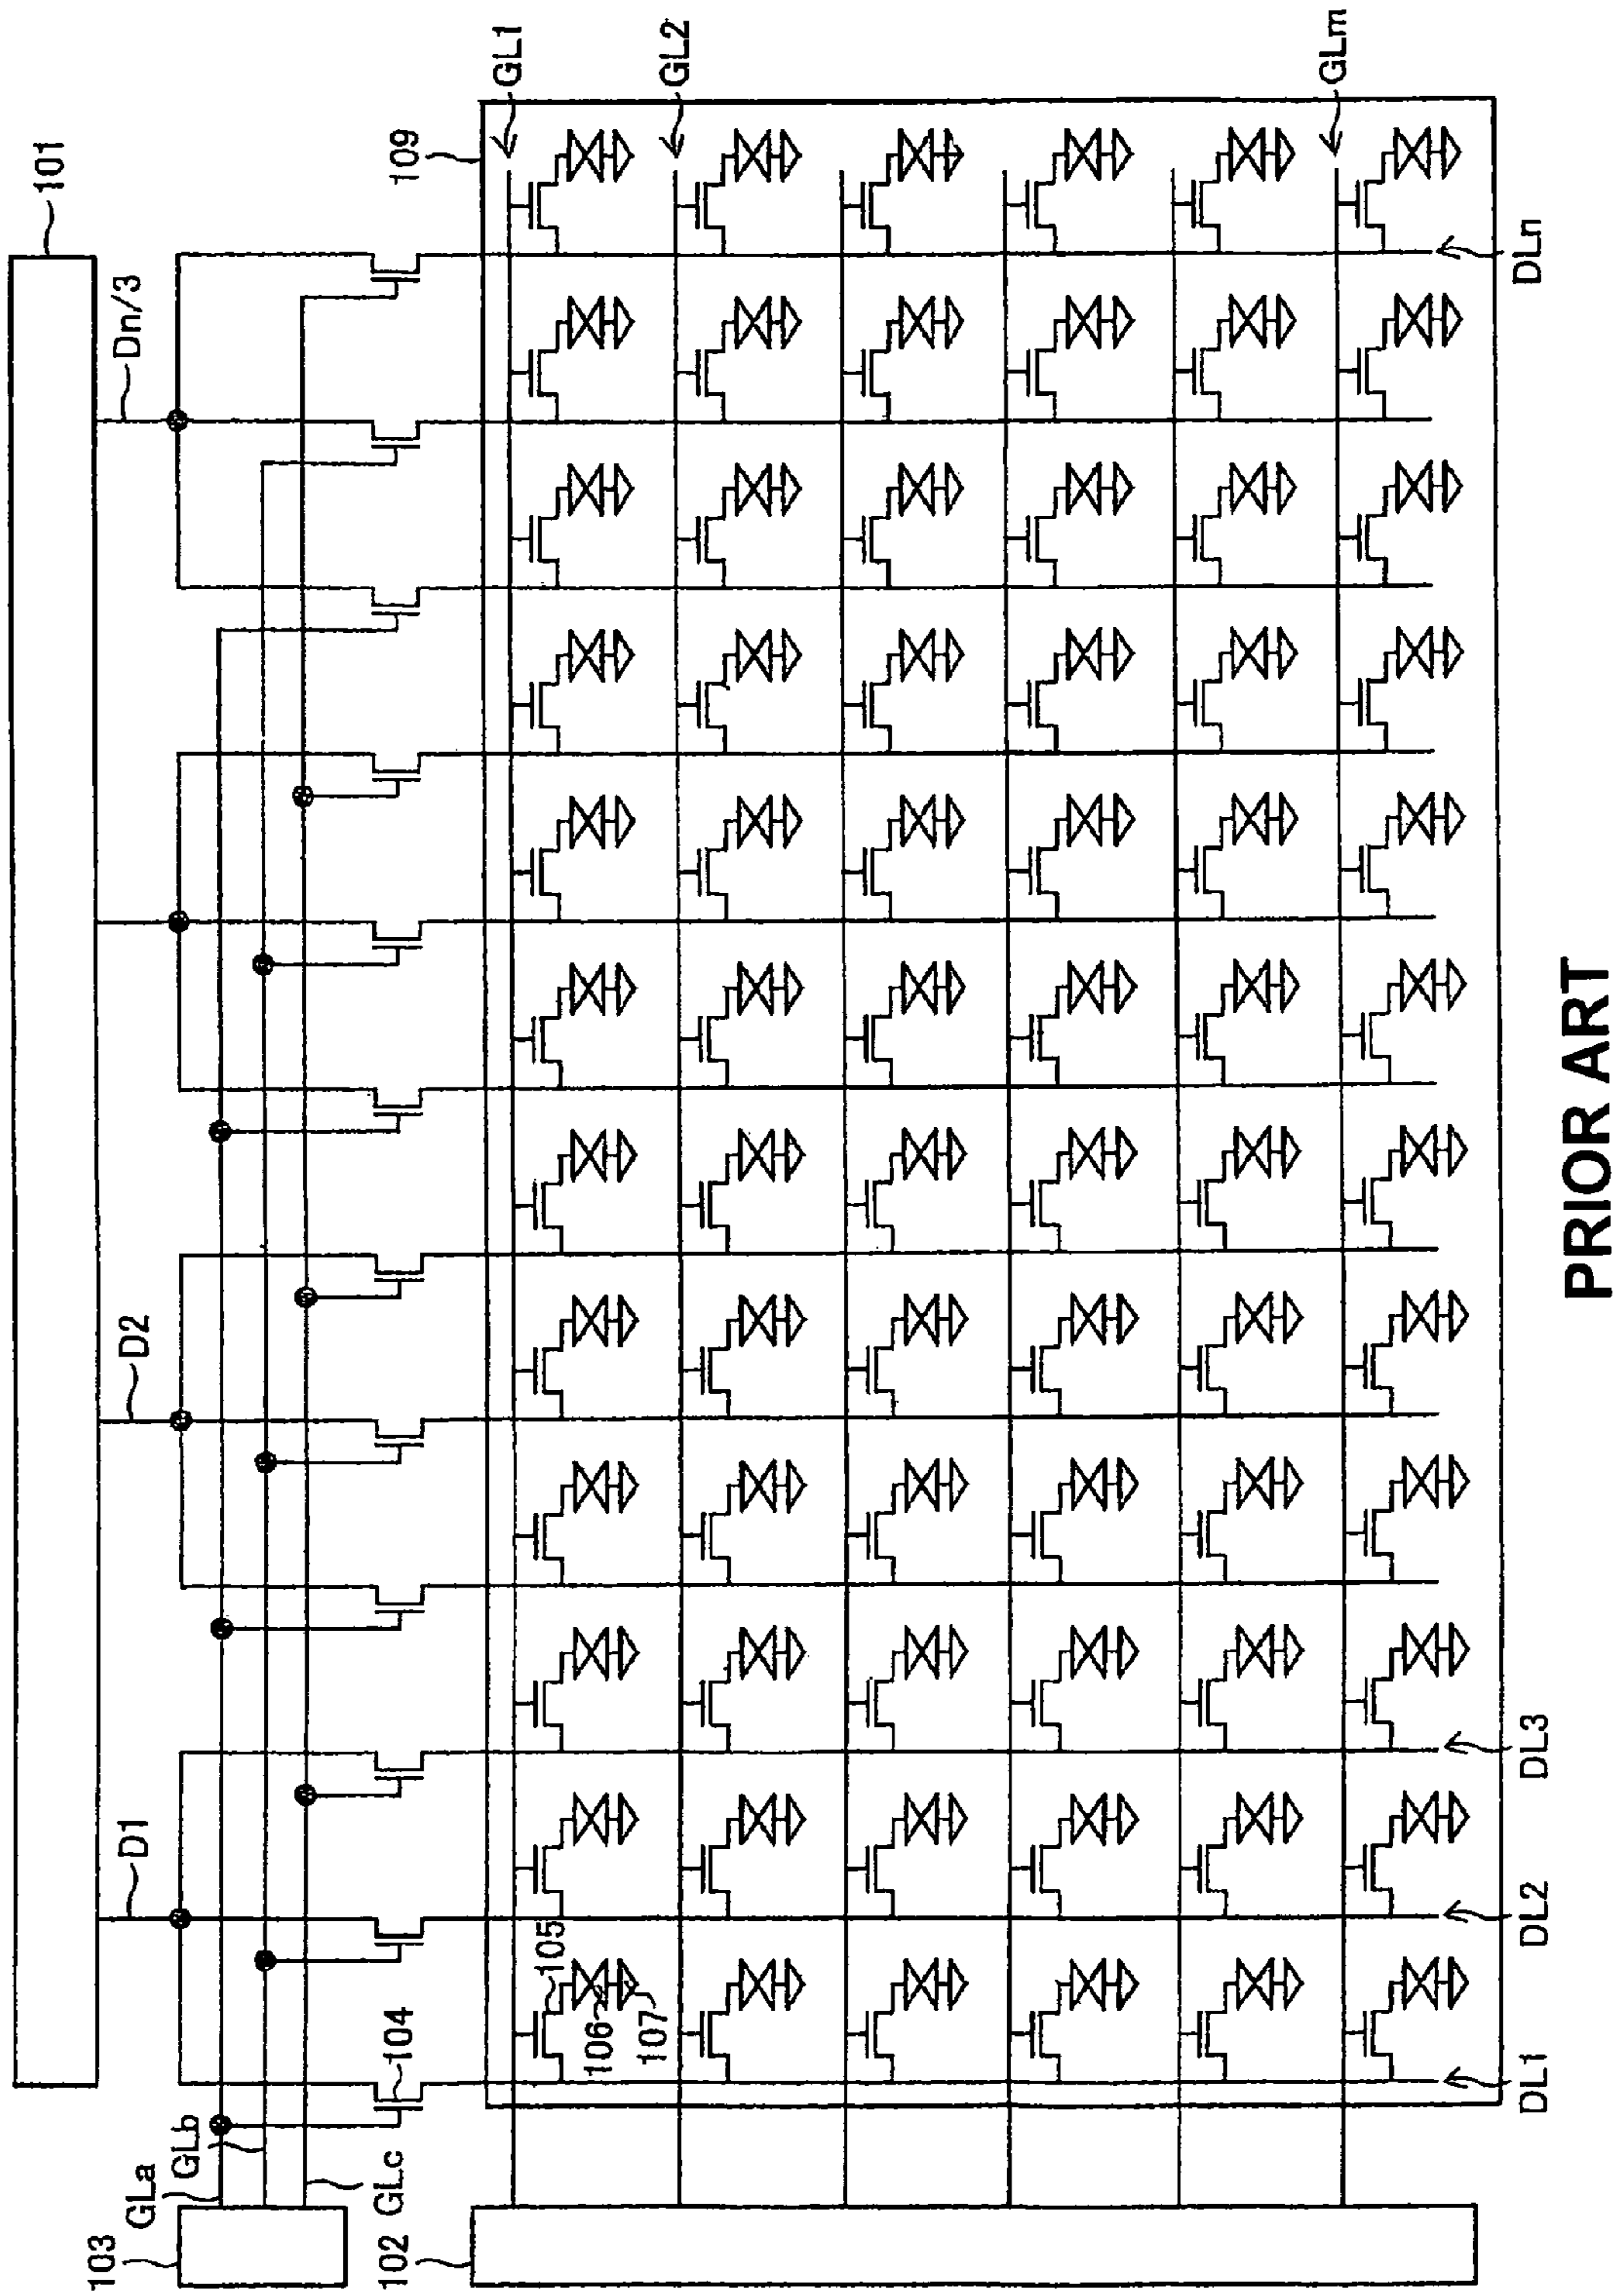 101
D1
D2
Dn/3
103
GLa
GLb
GLc
104
109
GL1
GL2
GLm
102
105
106
107
DL1
DL2
DL3
DLn
PRIOR ART